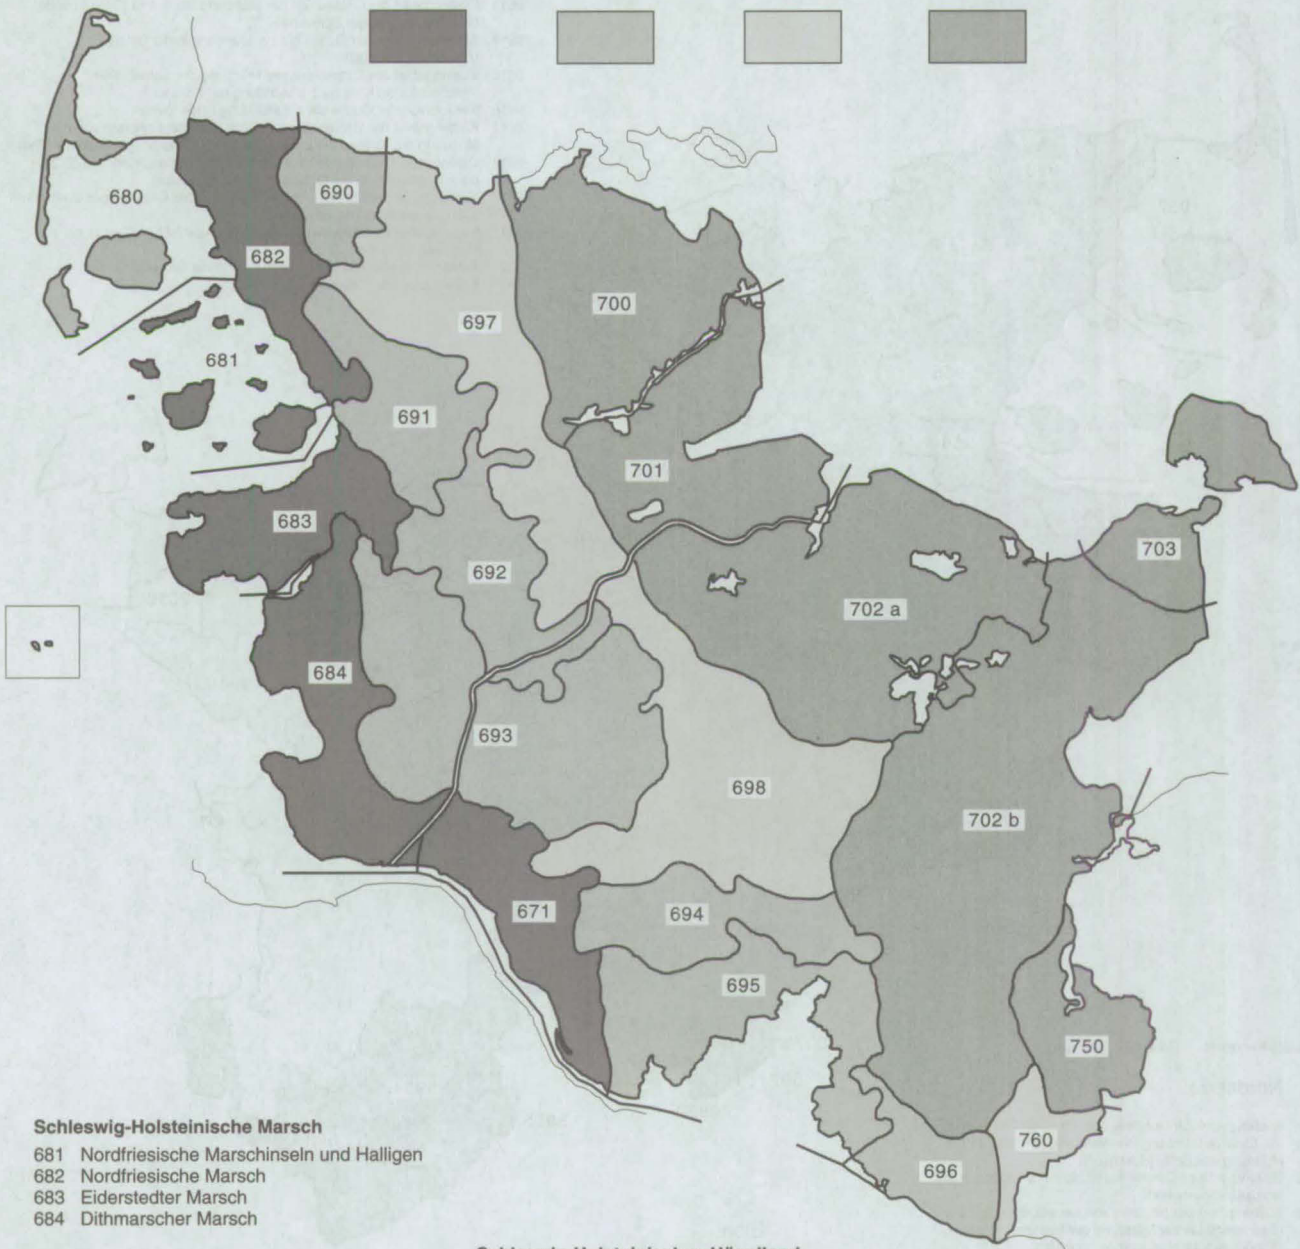 680
690
682
697
700
681
691
701
683
692
703
702 a
684
693
698
702 b
671
694
695
750
760
696
Schleswig-Holsteinische Marsch
681 Nordfriesische Marschinseln und Halligen
682 Nordfriesische Marsch
683 Eiderstedter Marsch
684 Dithmarscher Marsch